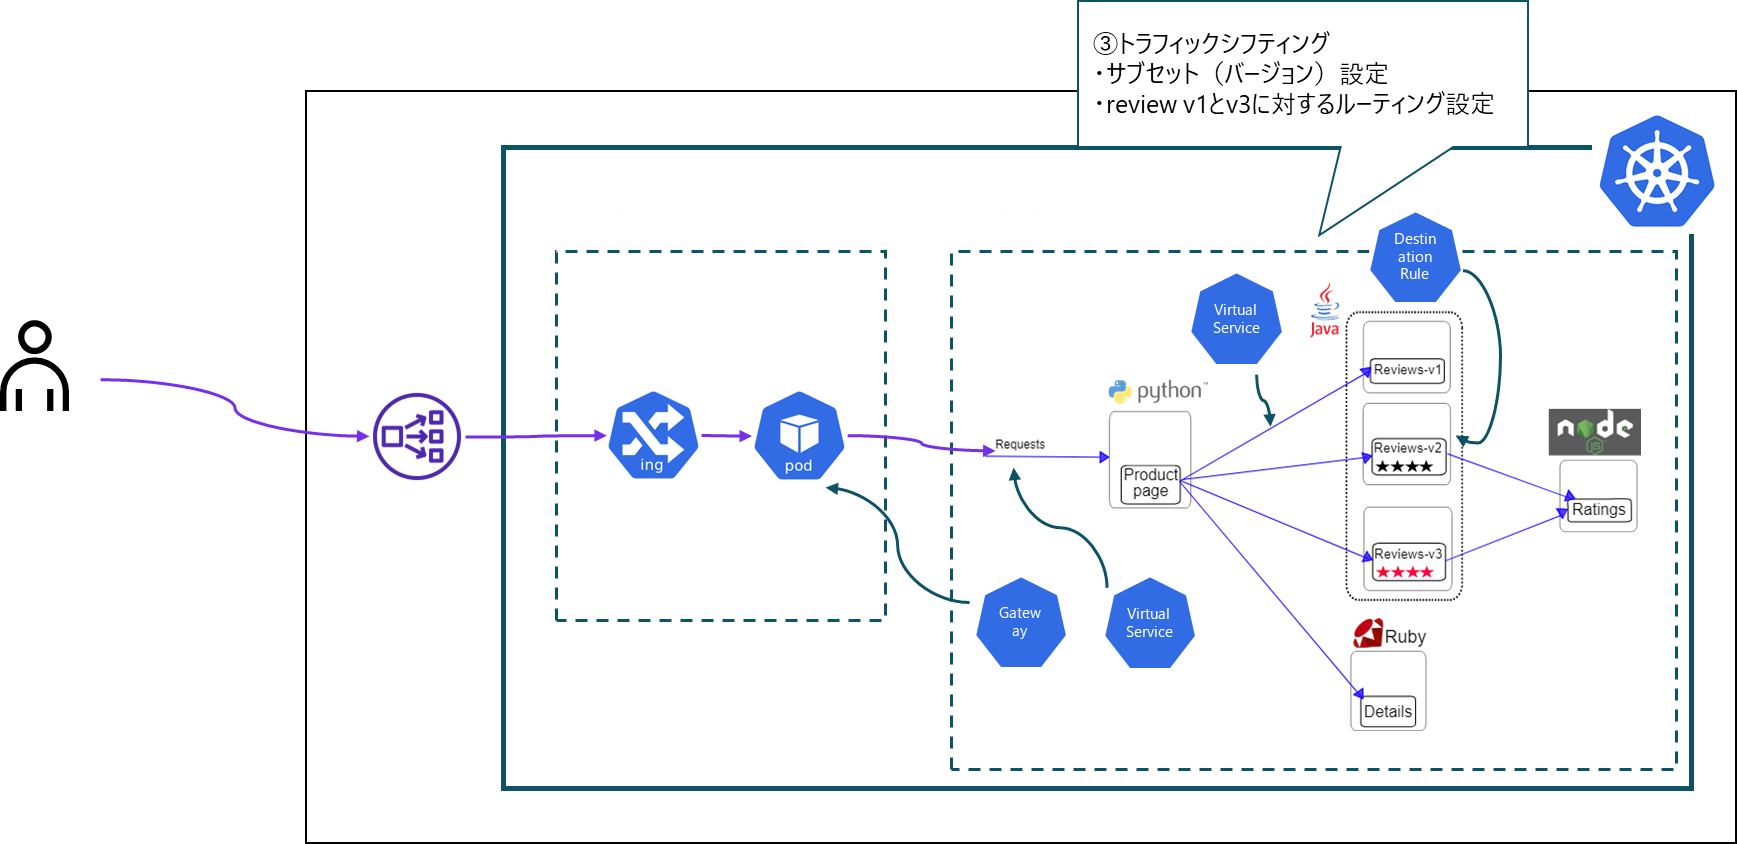 ③トラフィックシフティング
・サブセット（バージョン）設定
・review v1とv3に対するルーティング設定
Destin
ation
Rule
Virtual
Service
Java
Reviews-v1
python™
Requests
Product
page
Reviews-v2
★★★★
node
JS
Ratings
ing
pod
Reviews-v3
★★★★
Gatew
ay
Virtual
Service
Ruby
Details